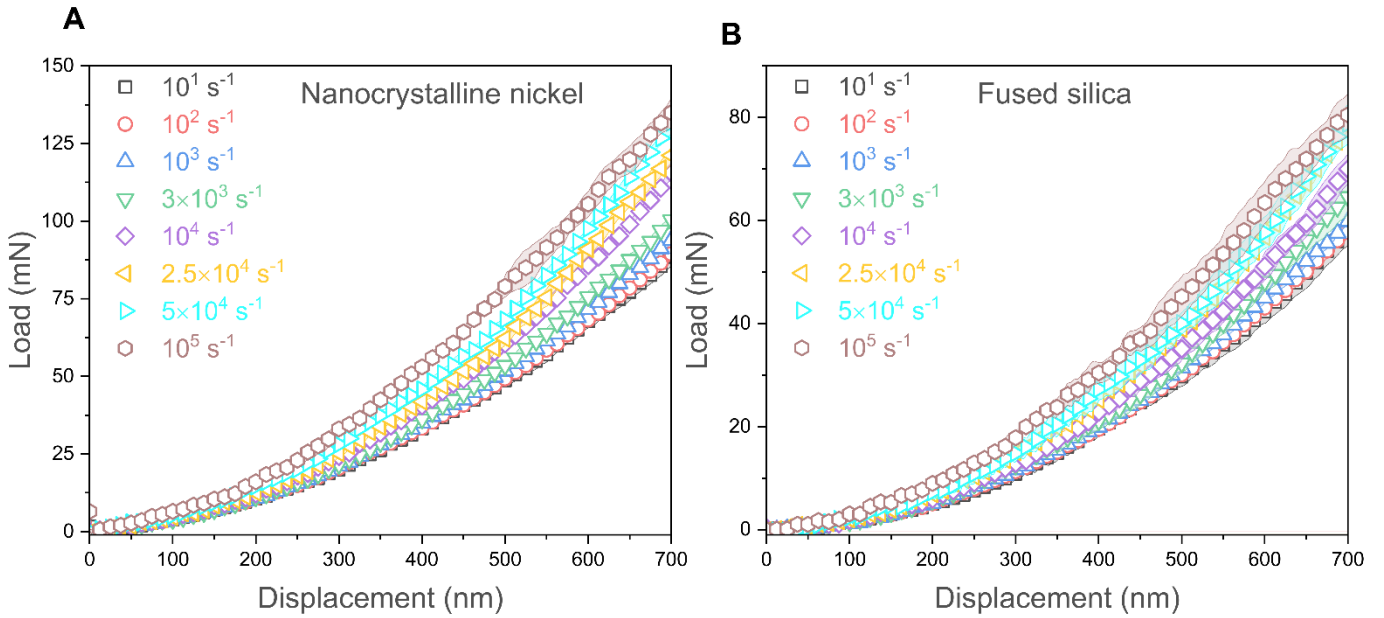 A
Nanocrystalline nickel
10¹ s⁻¹
10² s⁻¹
10³ s⁻¹
3×10³ s⁻¹
10⁴ s⁻¹
2.5×10⁴ s⁻¹
5×10⁴ s⁻¹
10⁵ s⁻¹
150
125
100
75
50
25
0
Load (mN)
0 100 200 300 400 500 600 700
Displacement (nm)
B
Fused silica
10¹ s⁻¹
10² s⁻¹
10³ s⁻¹
3×10³ s⁻¹
10⁴ s⁻¹
2.5×10⁴ s⁻¹
5×10⁴ s⁻¹
10⁵ s⁻¹
80
60
40
20
0
Load (mN)
0 100 200 300 400 500 600 700
Displacement (nm)